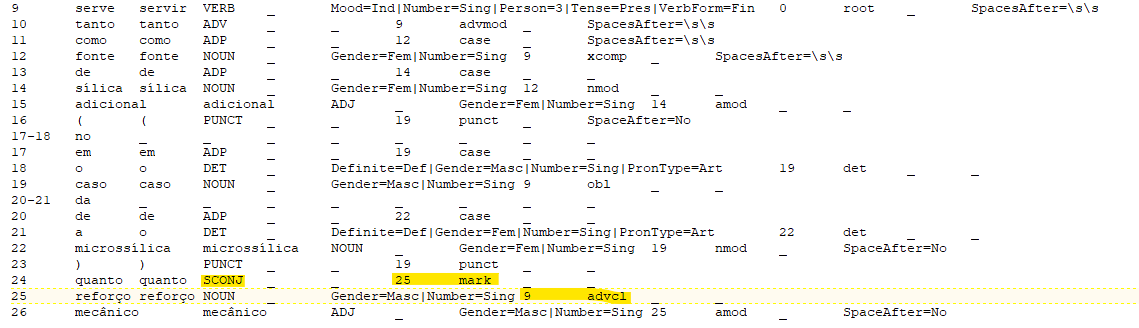 9 serve servir VERB _ Mood=Ind|Number=Sing|Person=3|Tense=Pres|VerbForm=Fin 0 root _ SpacesAfter=\s\s
10 tanto tanto ADV _ _ 9 advmod _ SpacesAfter=\s\s
11 como como ADP _ _ 12 case _ SpacesAfter=\s\s
12 fonte fonte NOUN _ Gender=Fem|Number=Sing 9 xcomp _ SpacesAfter=\s\s
13 de de ADP _ _ 14 case _ _
14 sílica sílica NOUN _ Gender=Fem|Number=Sing 12 nmod _ _
15 adicional adicional ADJ _ Gender=Fem|Number=Sing 14 amod _ _
16 ( ( PUNCT _ _ 19 punct _ SpaceAfter=No
17-18 no _ _ _ _ _ _ _ _
17 em em ADP _ _ 19 case _ _
18 o o DET _ Definite=Def|Gender=Masc|Number=Sing|PronType=Art 19 det _ _
19 caso caso NOUN _ Gender=Masc|Number=Sing 9 obl _ _
20-21 da _ _ _ _ _ _ _ _
20 de de ADP _ _ 22 case _ _
21 a o DET _ Definite=Def|Gender=Fem|Number=Sing|PronType=Art 22 det _ _
22 microssílica microssílica NOUN _ Gender=Fem|Number=Sing 19 nmod _ SpaceAfter=No
23 ) ) PUNCT _ _ 19 punct _ _
24 quanto quanto SCONJ _ _ 25 mark _ _
25 reforço reforço NOUN _ Gender=Masc|Number=Sing 9 advcl _ _
26 mecânico mecânico ADJ _ Gender=Masc|Number=Sing 25 amod _ SpaceAfter=No